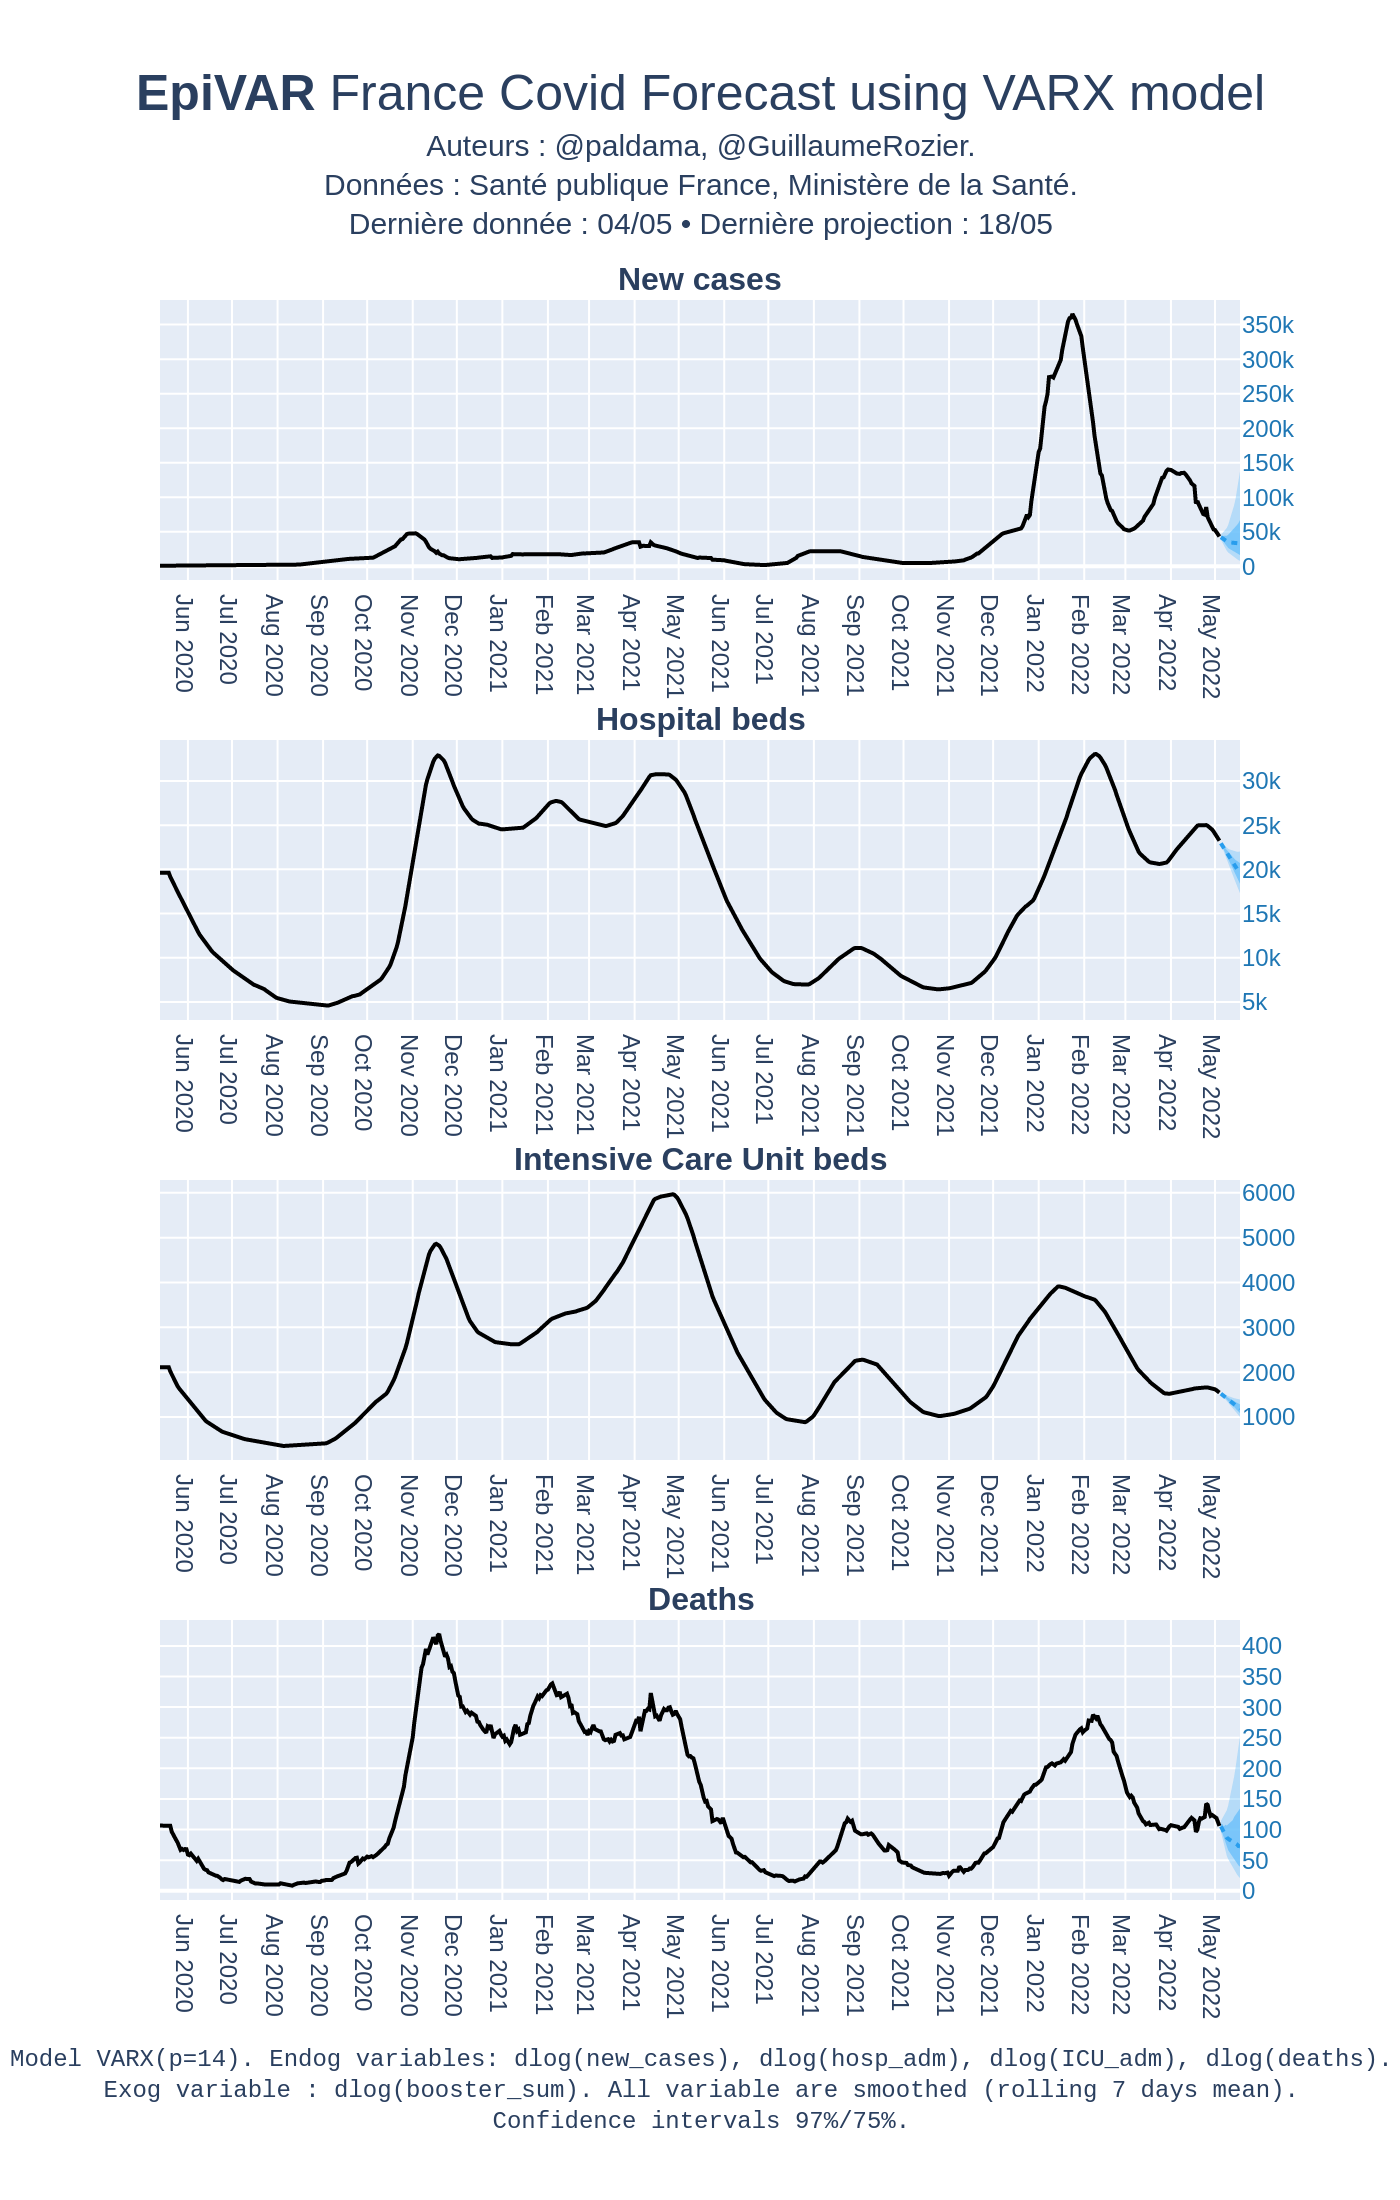 EpiVAR France Covid Forecast using VARX model
Auteurs : @paldama, @GuillaumeRozier.
Données : Santé publique France, Ministère de la Santé.
Dernière donnée : 04/05 • Dernière projection : 18/05
New cases
350k
300k
250k
200k
150k
100k
50k
0
Jun 2020
Jul 2020
Aug 2020
Sep 2020
Oct 2020
Nov 2020
Dec 2020
Jan 2021
Feb 2021
Mar 2021
Apr 2021
May 2021
Jun 2021
Jul 2021
Aug 2021
Sep 2021
Oct 2021
Nov 2021
Dec 2021
Jan 2022
Feb 2022
Mar 2022
Apr 2022
May 2022
Hospital beds
30k
25k
20k
15k
10k
5k
Jun 2020
Jul 2020
Aug 2020
Sep 2020
Oct 2020
Nov 2020
Dec 2020
Jan 2021
Feb 2021
Mar 2021
Apr 2021
May 2021
Jun 2021
Jul 2021
Aug 2021
Sep 2021
Oct 2021
Nov 2021
Dec 2021
Jan 2022
Feb 2022
Mar 2022
Apr 2022
May 2022
Intensive Care Unit beds
6000
5000
4000
3000
2000
1000
Jun 2020
Jul 2020
Aug 2020
Sep 2020
Oct 2020
Nov 2020
Dec 2020
Jan 2021
Feb 2021
Mar 2021
Apr 2021
May 2021
Jun 2021
Jul 2021
Aug 2021
Sep 2021
Oct 2021
Nov 2021
Dec 2021
Jan 2022
Feb 2022
Mar 2022
Apr 2022
May 2022
Deaths
400
350
300
250
200
150
100
50
0
Jun 2020
Jul 2020
Aug 2020
Sep 2020
Oct 2020
Nov 2020
Dec 2020
Jan 2021
Feb 2021
Mar 2021
Apr 2021
May 2021
Jun 2021
Jul 2021
Aug 2021
Sep 2021
Oct 2021
Nov 2021
Dec 2021
Jan 2022
Feb 2022
Mar 2022
Apr 2022
May 2022
Model VARX(p=14). Endog variables: dlog(new_cases), dlog(hosp_adm), dlog(ICU_adm), dlog(deaths).
Exog variable : dlog(booster_sum). All variable are smoothed (rolling 7 days mean).
Confidence intervals 97%/75%.